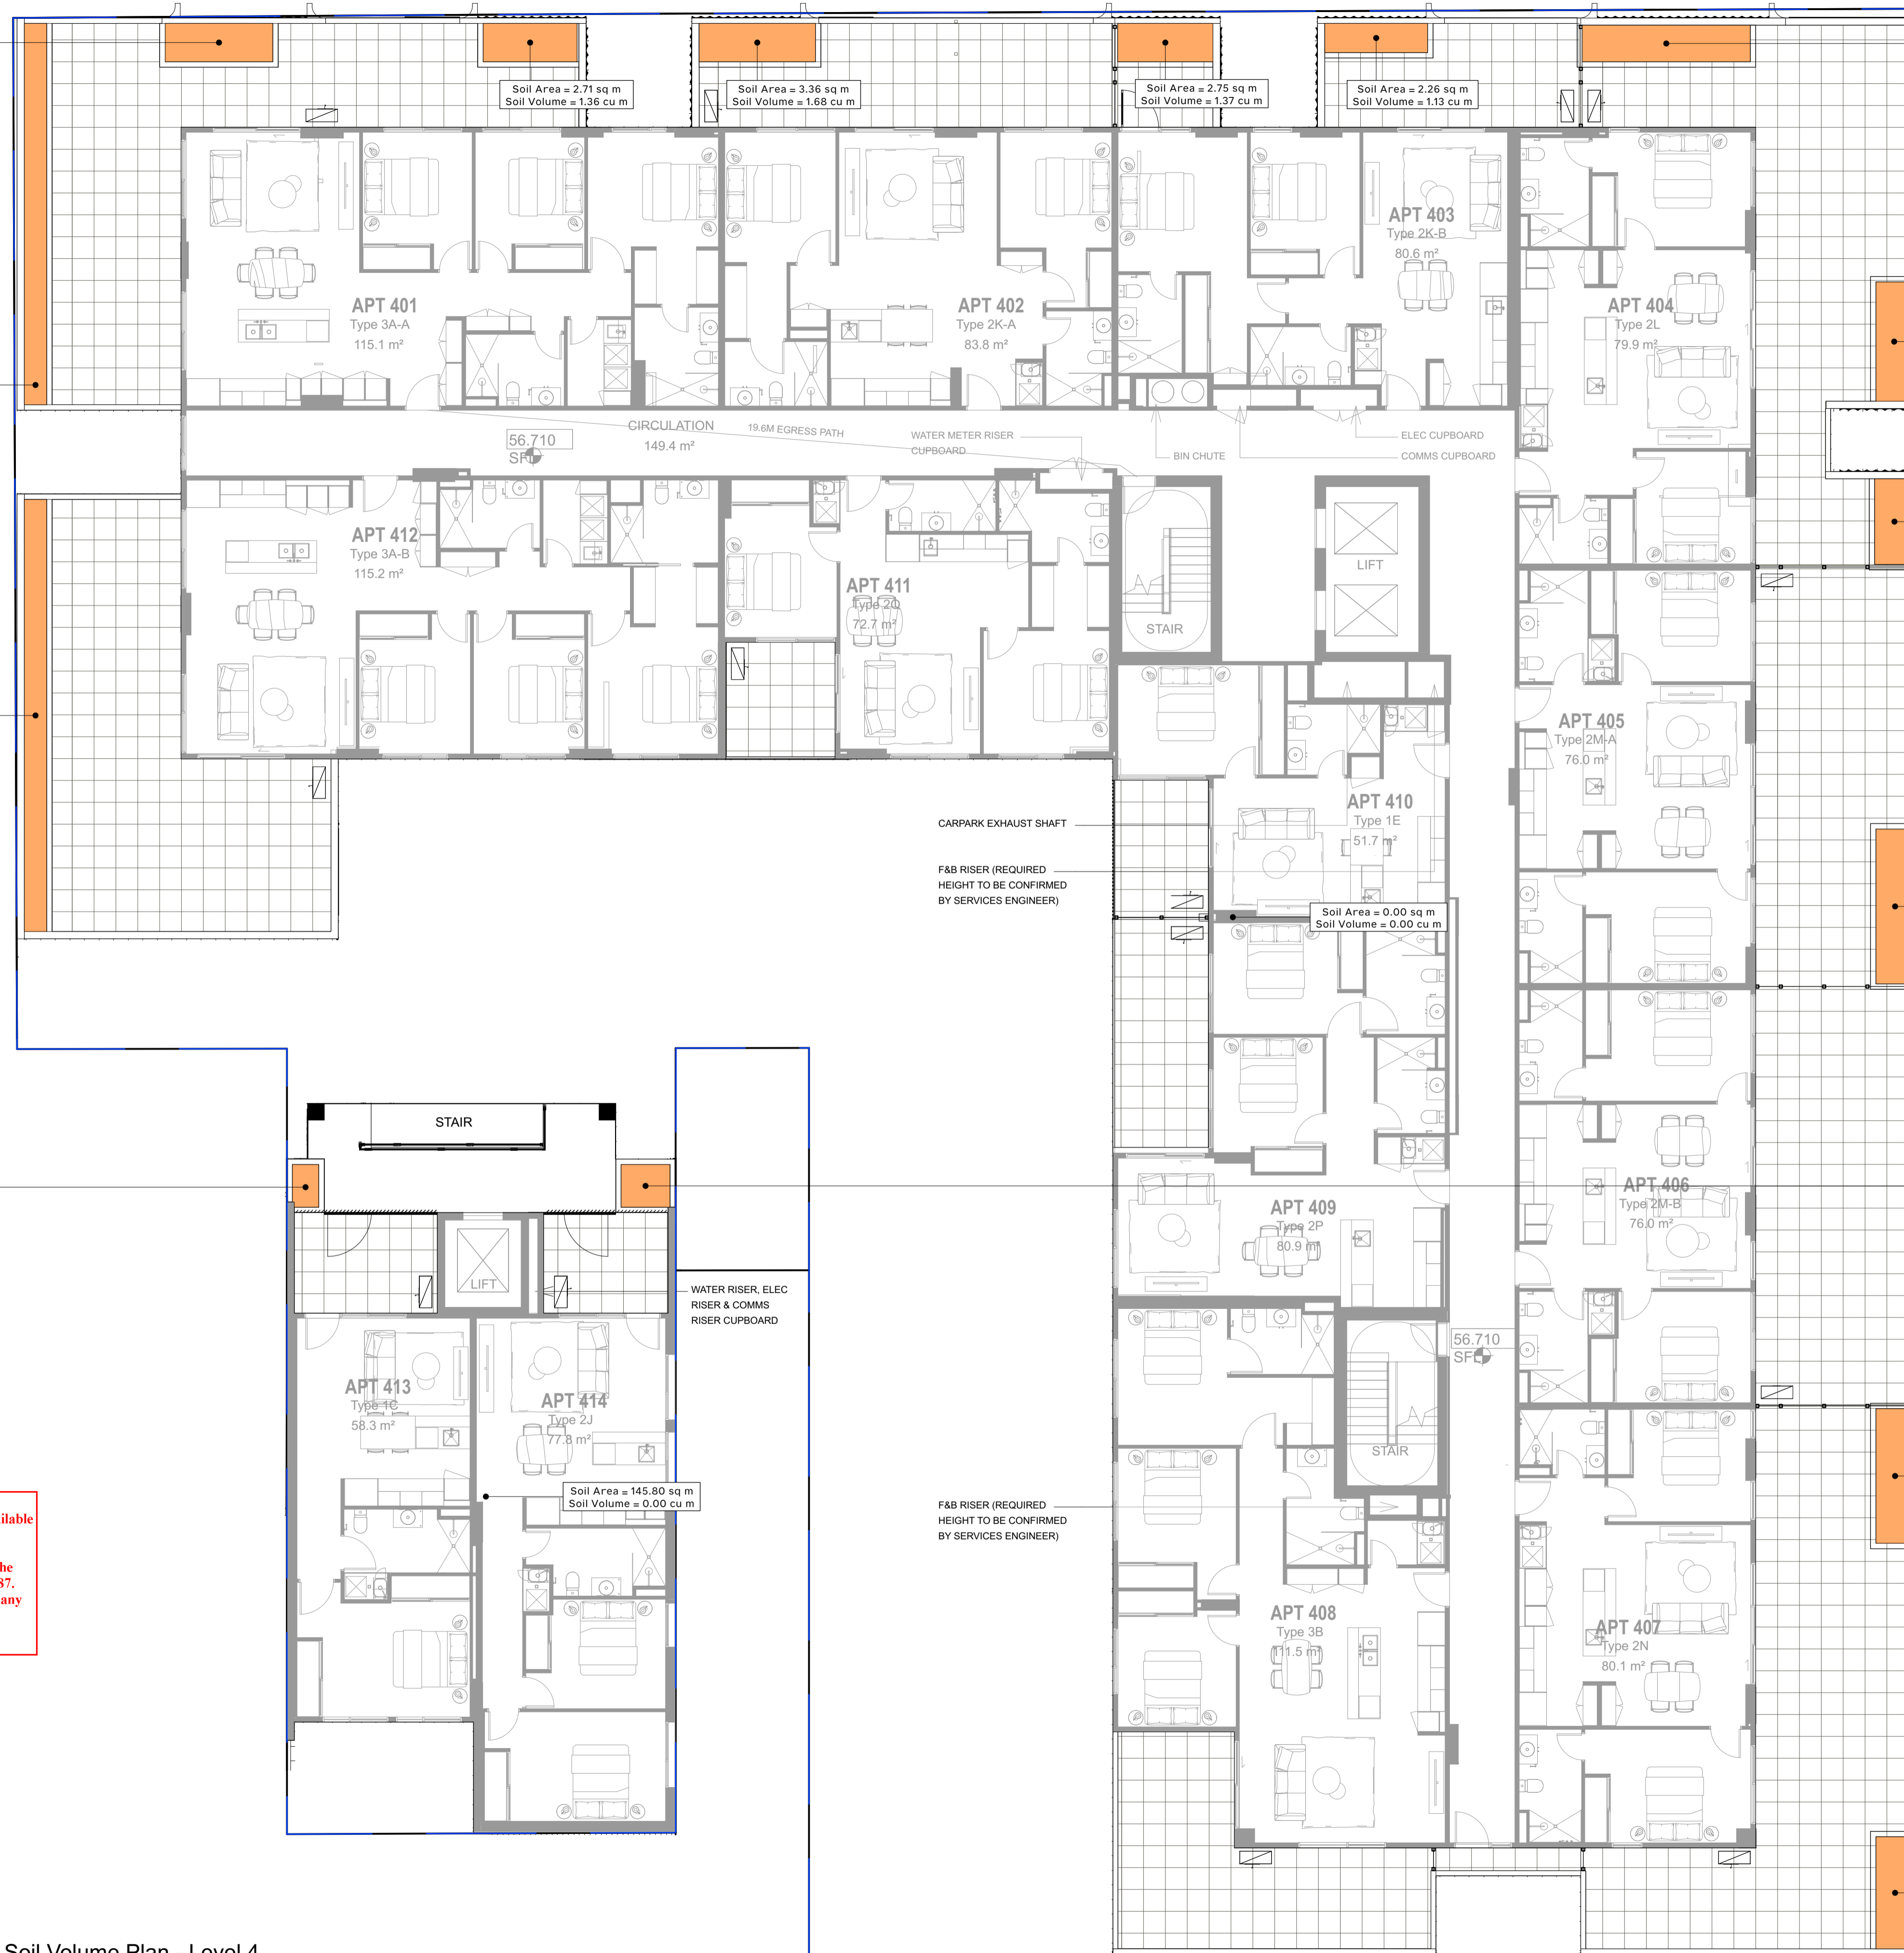 Soil Area = 2.71 sq m
Soil Volume = 1.36 cu m
Soil Area = 3.36 sq m
Soil Volume = 1.68 cu m
Soil Area = 2.75 sq m
Soil Volume = 1.37 cu m
Soil Area = 2.26 sq m
Soil Volume = 1.13 cu m
APT 401
Type 3A-A
115.1 m²
APT 402
Type 2K-A
83.8 m²
APT 403
Type 2K-B
80.6 m²
APT 404
Type 2L
79.9 m²
CIRCULATION
149.4 m²
56.710
SFL
19.6M EGRESS PATH
WATER METER RISER
CUPBOARD
BIN CHUTE
ELEC CUPBOARD
COMMS CUPBOARD
APT 412
Type 3A-B
115.2 m²
APT 411
Type 2O
72.7 m²
STAIR
LIFT
APT 405
Type 2M-A
76.0 m²
APT 410
Type 1E
51.7 m²
CARPARK EXHAUST SHAFT
F&B RISER (REQUIRED
HEIGHT TO BE CONFIRMED
BY SERVICES ENGINEER)
Soil Area = 0.00 sq m
Soil Volume = 0.00 cu m
STAIR
LIFT
WATER RISER, ELEC
RISER & COMMS
RISER CUPBOARD
APT 406
Type 2M-B
76.0 m²
APT 409
Type 2P
80.9 m²
56.710
SFL
APT 413
Type 1C
58.3 m²
APT 414
Type 2J
77.8 m²
STAIR
Soil Area = 145.80 sq m
Soil Volume = 0.00 cu m
F&B RISER (REQUIRED
HEIGHT TO BE CONFIRMED
BY SERVICES ENGINEER)
ilable
he
87.
any
APT 408
Type 3B
111.5 m²
APT 407
Type 2N
80.1 m²
Soil Volume Plan - Level 4